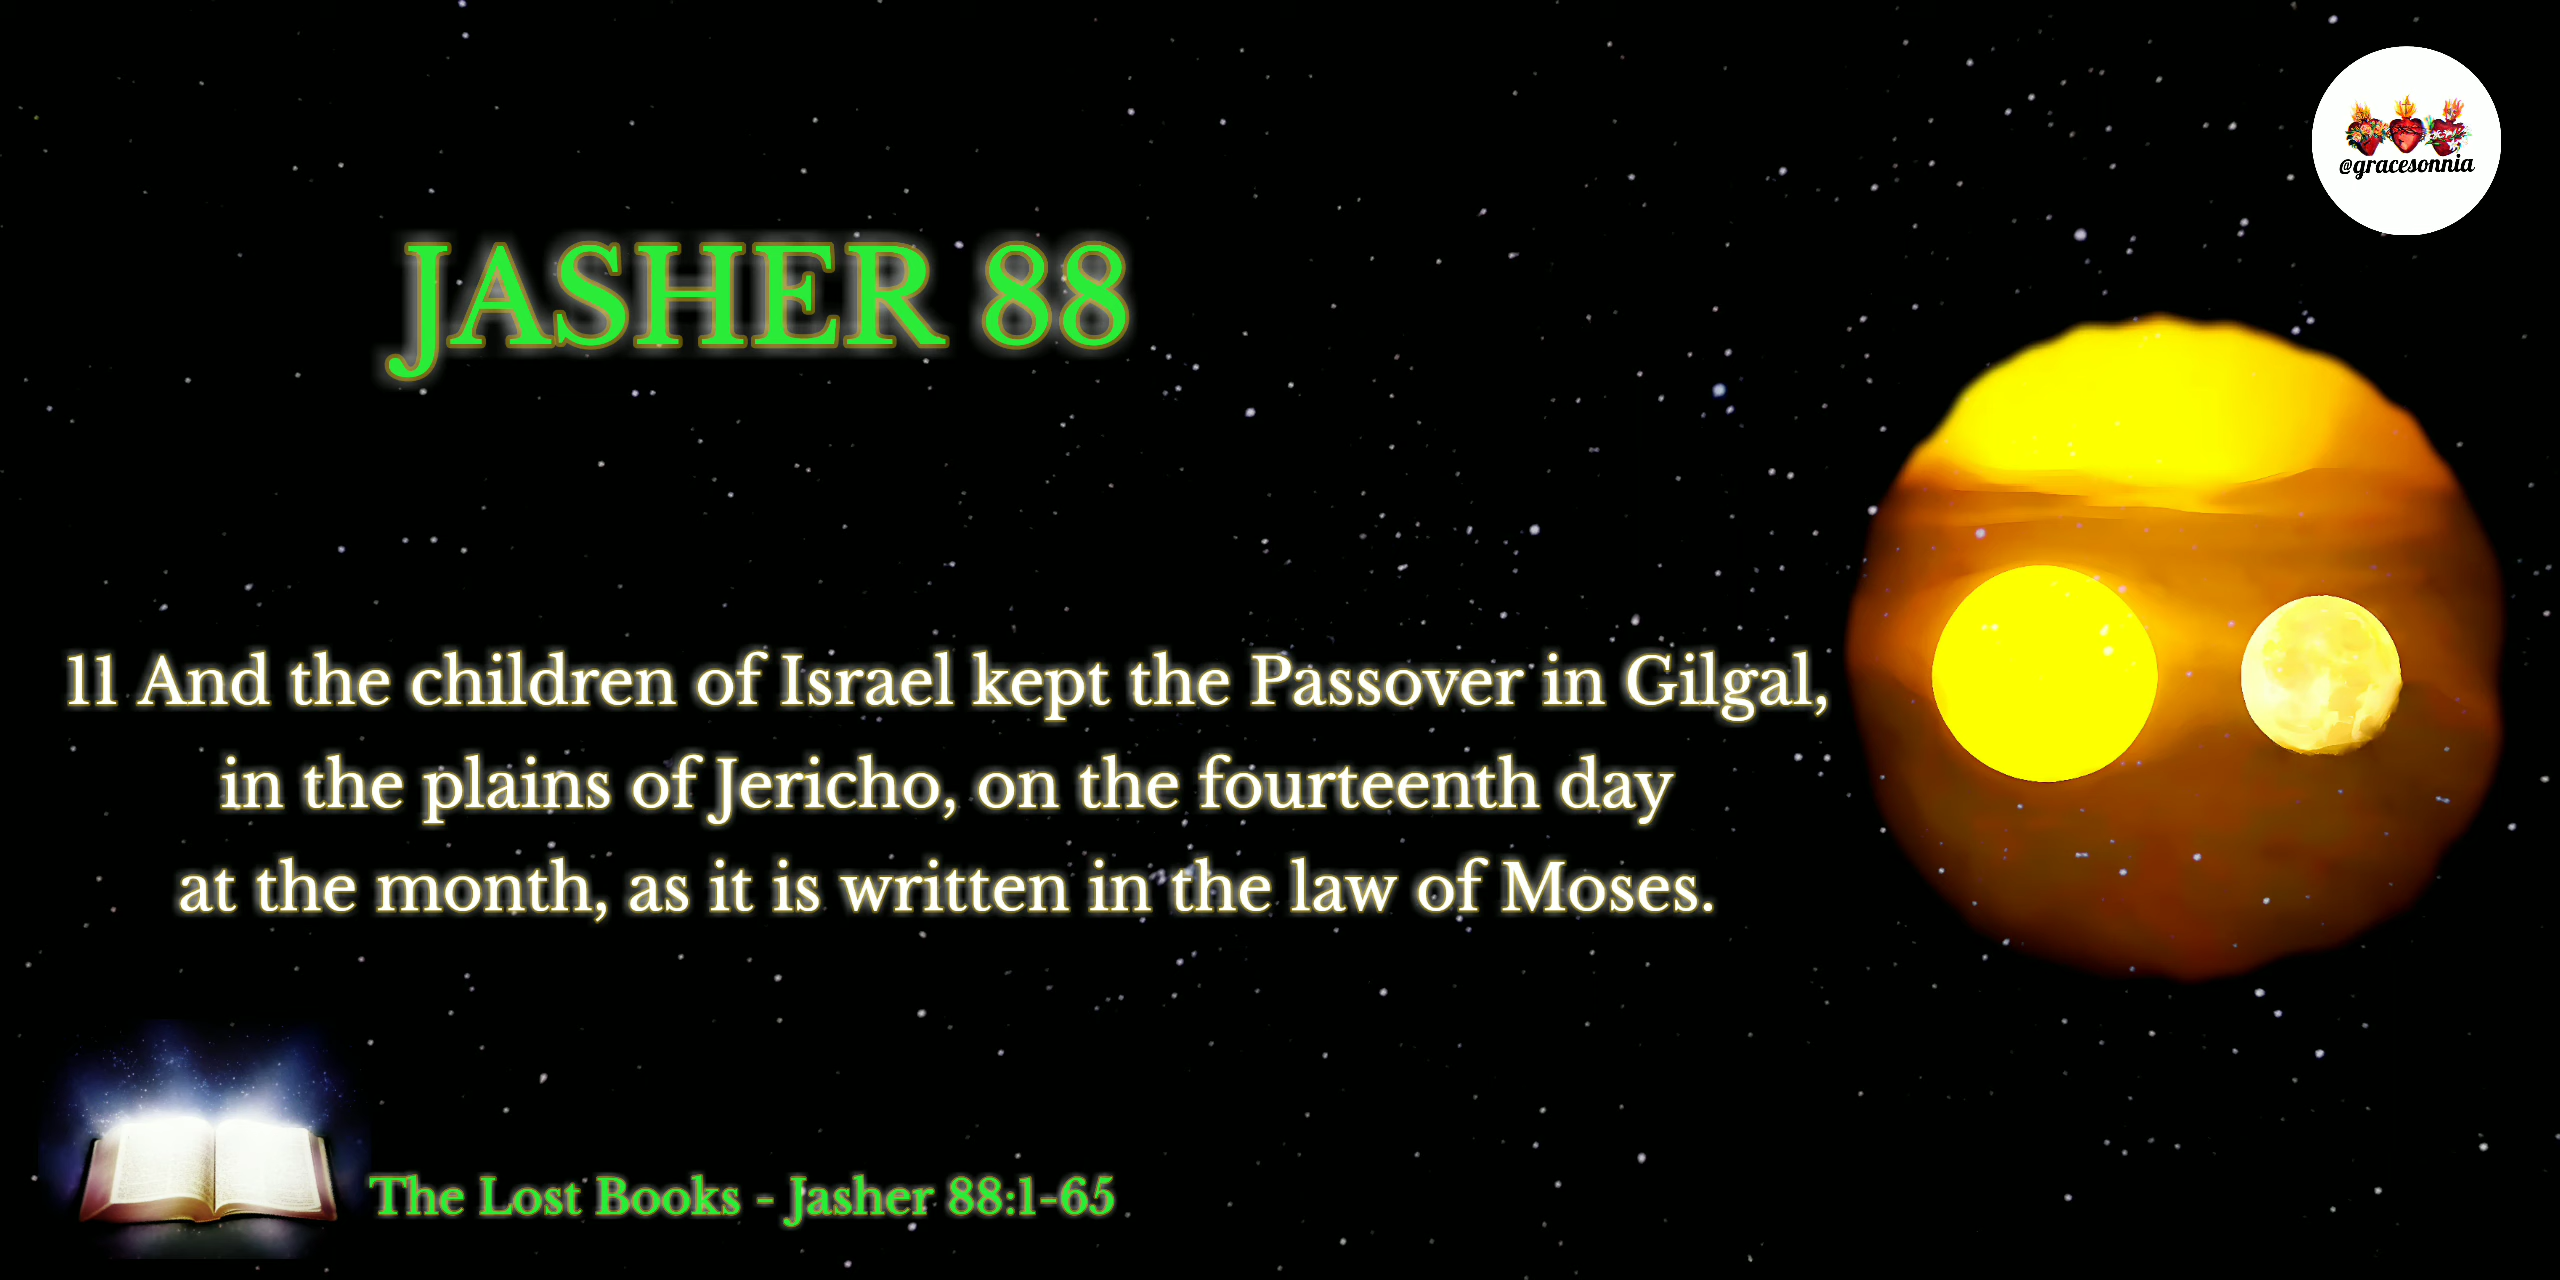 @gracesonnia
JASHER 88
11 And the children of Israel kept the Passover in Gilgal,
in the plains of Jericho, on the fourteenth day
at the month, as it is written in the law of Moses.
The Lost Books - Jasher 88:1-65